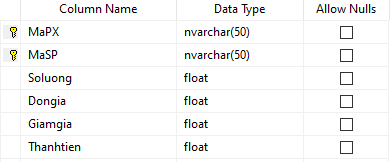 Column Name Data Type Allow Nulls
MaPX nvarchar(50)
MaSP nvarchar(50)
Soluong float
Dongia float
Giamgia float
Thanhtien float